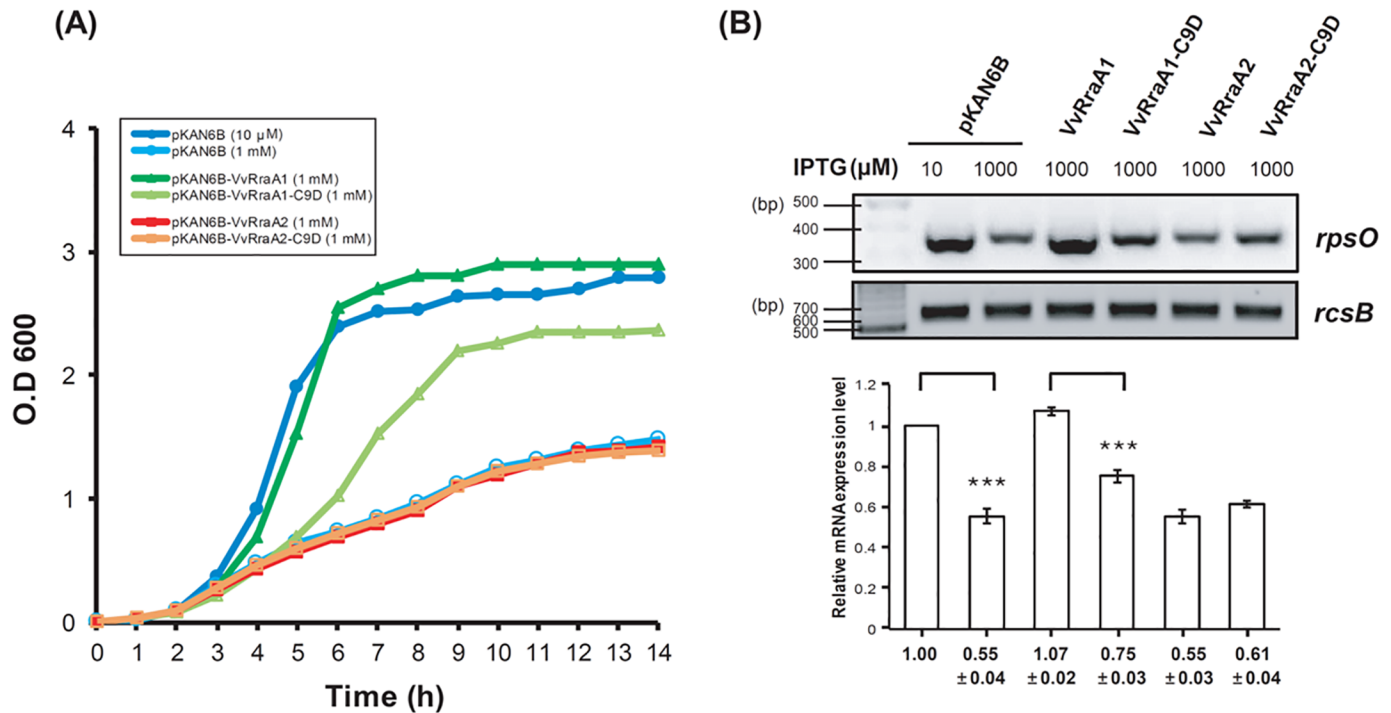 (A)
4
3
2
1
0
O.D 600
pKAN6B (10 µM)
pKAN6B (1 mM)
pKAN6B-VvRraA1 (1 mM)
pKAN6B-VvRraA1-C9D (1 mM)
pKAN6B-VvRraA2 (1 mM)
pKAN6B-VvRraA2-C9D (1 mM)
0 1 2 3 4 5 6 7 8 9 10 11 12 13 14
Time (h)
(B)
pKAN6B VvRraA1 VvRraA1-C9D VvRraA2 VvRraA2-C9D
IPTG (µM) 10 1000 1000 1000 1000 1000
(bp) 500
400
300
rpsO
(bp) 700
600
500
rcsB
Relative mRNA expression level
1.2
1
0.8
0.6
0.4
0.2
0
*** ***
1.00 0.55 1.07 0.75 0.55 0.61
±0.04 ±0.02 ±0.03 ±0.03 ±0.04